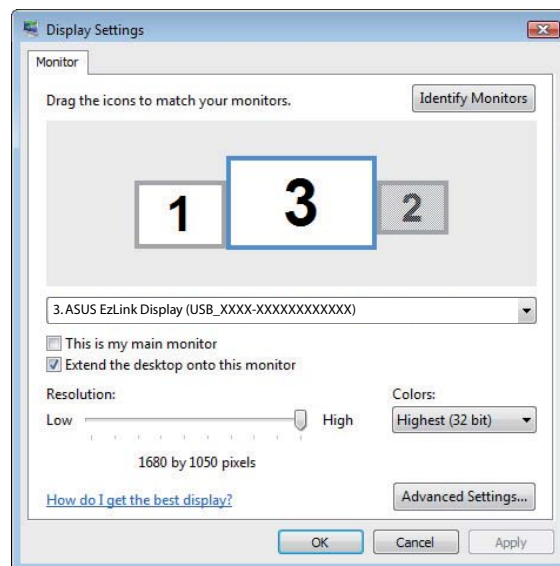 Display Settings
Monitor
Drag the icons to match your monitors.
Identify Monitors
1
3
2
3. ASUS EzLink Display (USB_XXXX-XXXXXXXXXXXX)
This is my main monitor
Extend the desktop onto this monitor
Resolution:
Colors:
Low
High
Highest (32 bit)
1680 by 1050 pixels
How do I get the best display?
Advanced Settings...
OK
Cancel
Apply